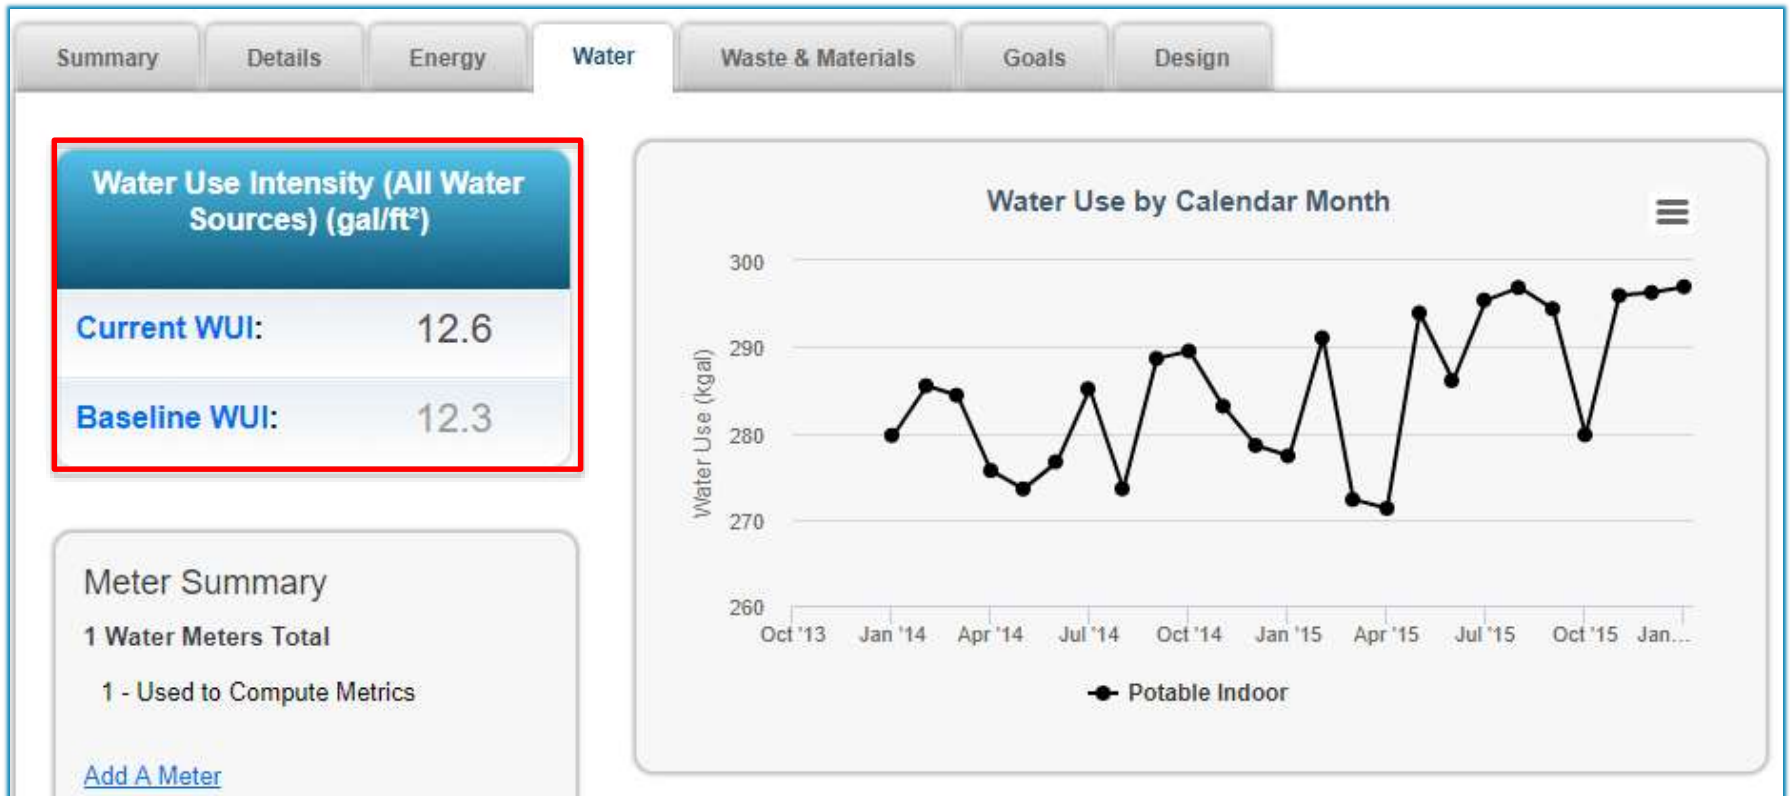 Summary Details Energy Water Waste & Materials Goals Design
Water Use Intensity (All Water
Sources) (gal/ft²)
Current WUI: 12.6
Baseline WUI: 12.3
Meter Summary
1 Water Meters Total
1 - Used to Compute Metrics
Add A Meter
Water Use by Calendar Month
Water Use (kgal)
300
290
280
270
260
Oct '13 Jan '14 Apr '14 Jul '14 Oct '14 Jan '15 Apr '15 Jul '15 Oct '15 Jan...
Potable Indoor